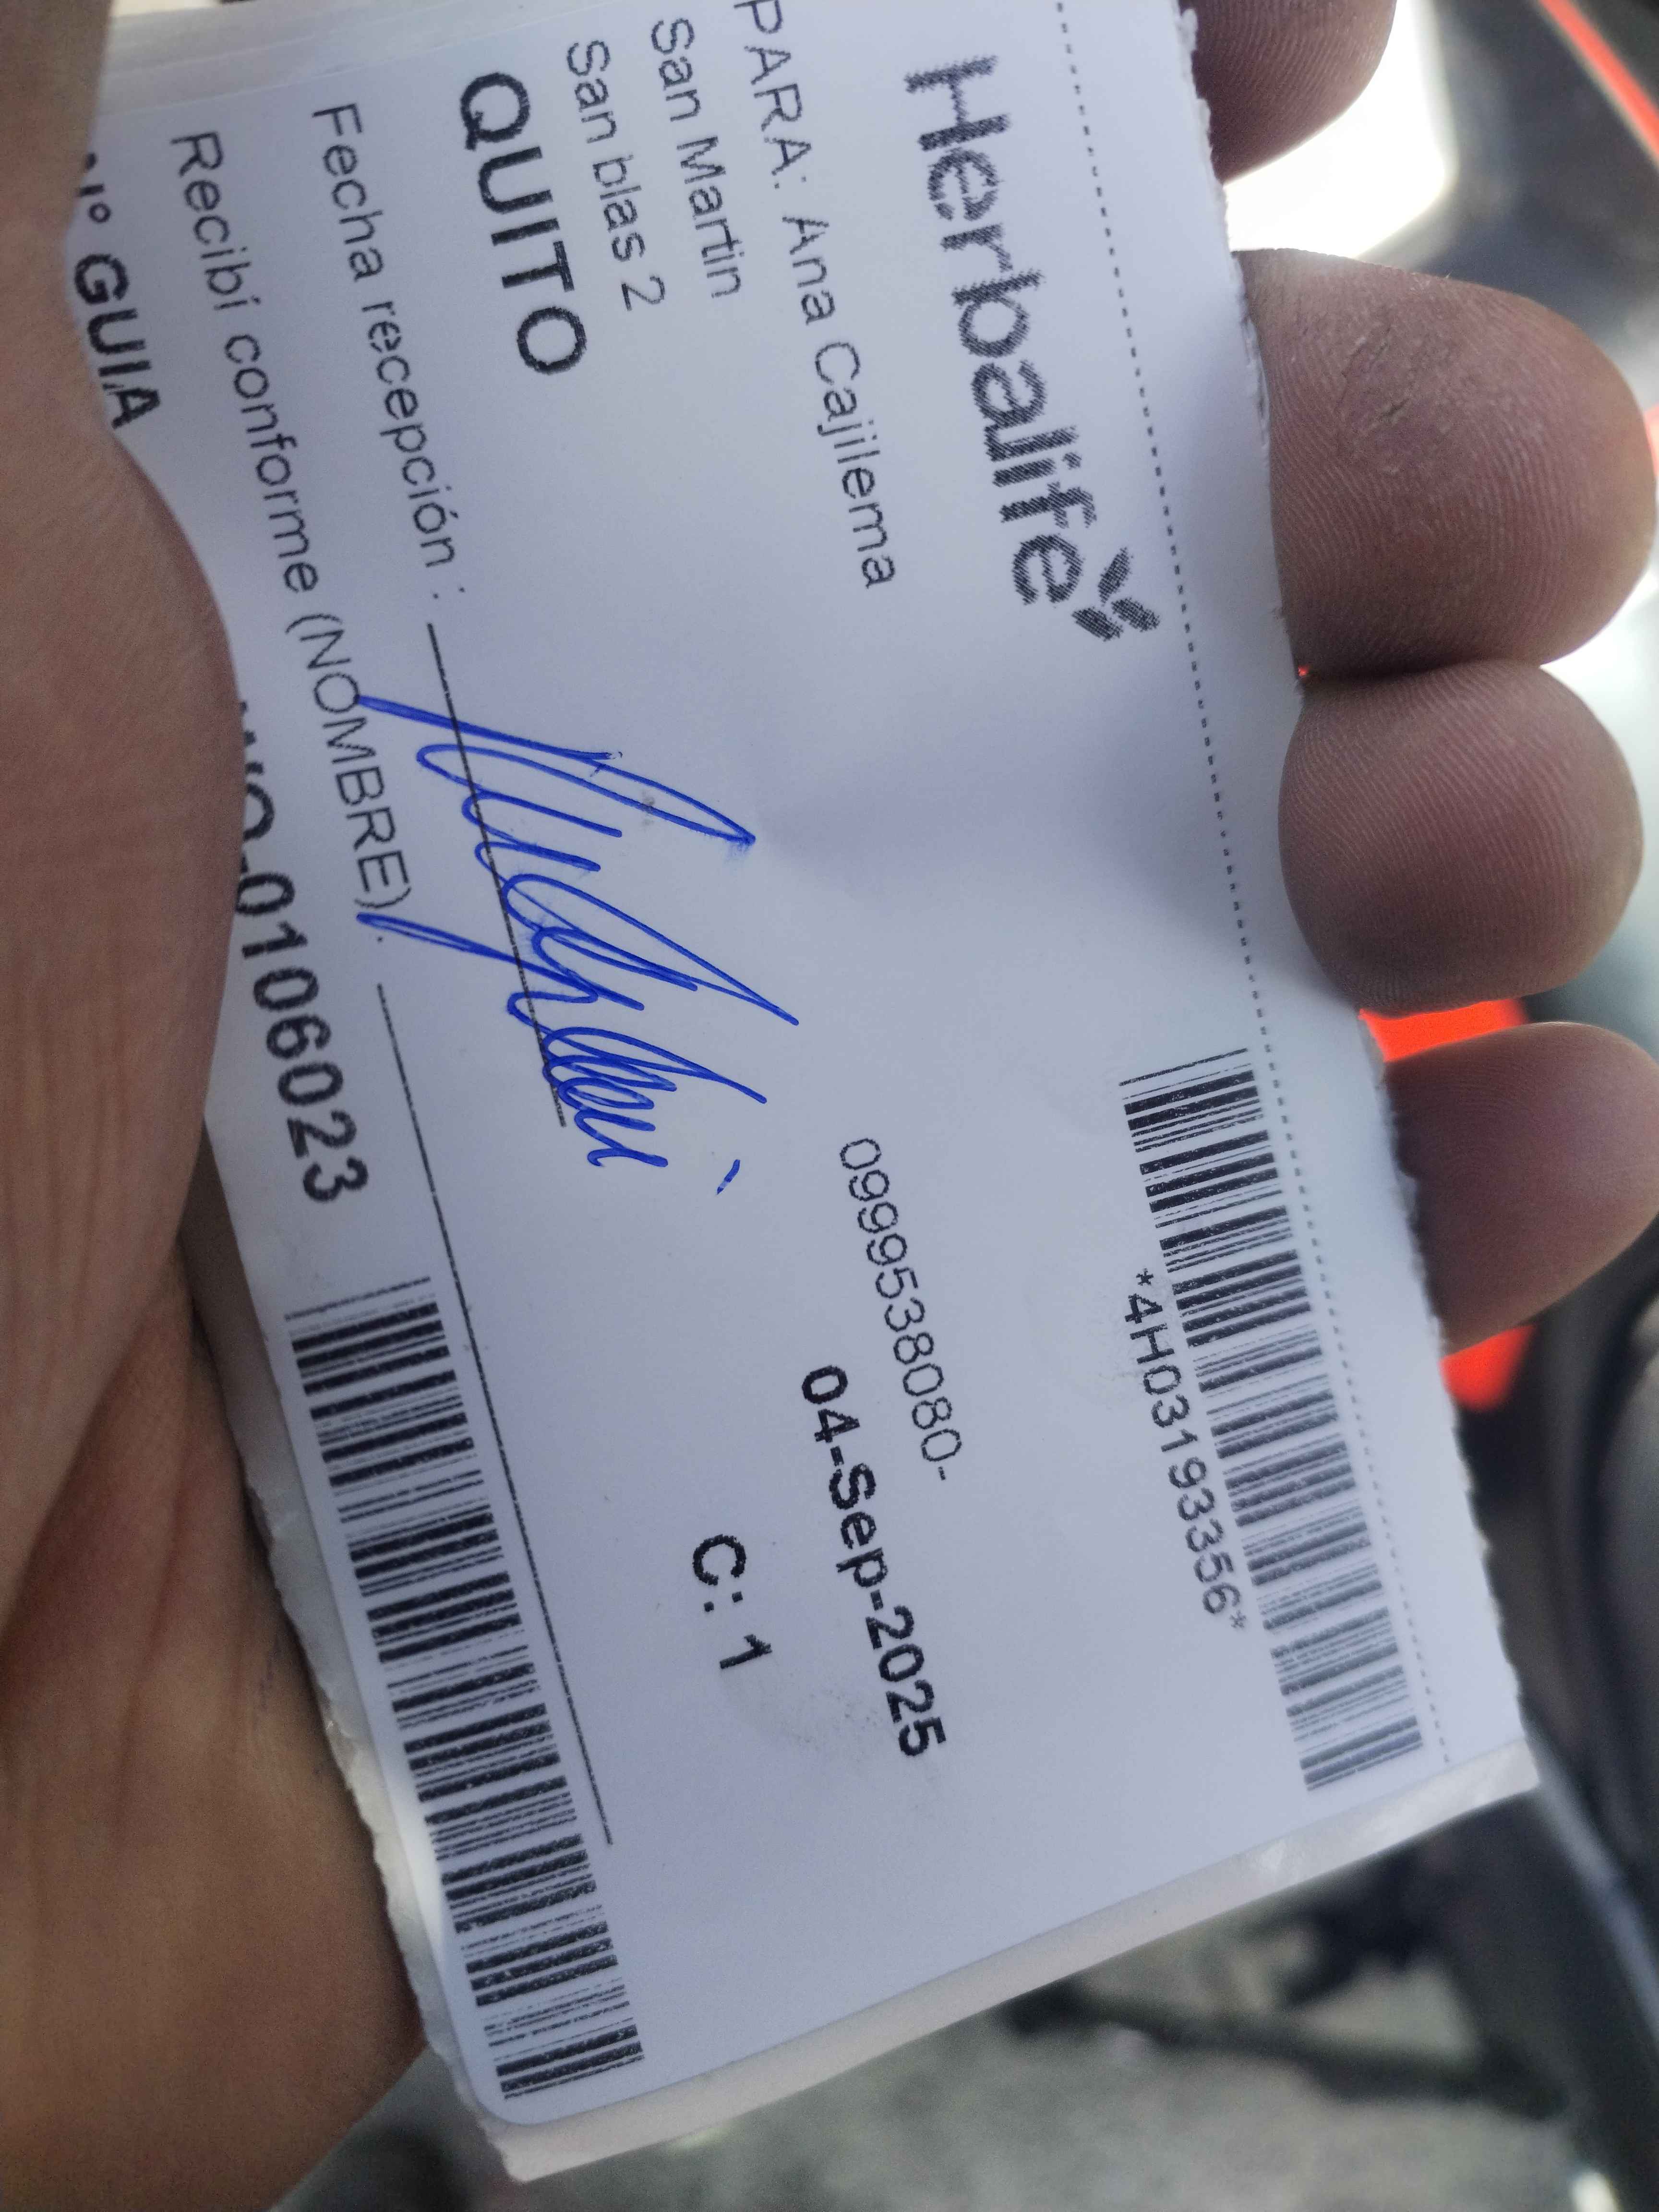 Herbalife
*4H03193356*
PARA: Ana Cajilema
0999538080-
San Martin
04-Sep-2025
San blas 2
C: 1
QUITO
Fecha recepción :
Recibí conforme (NOMBRE):
N° GUIA
-0106023